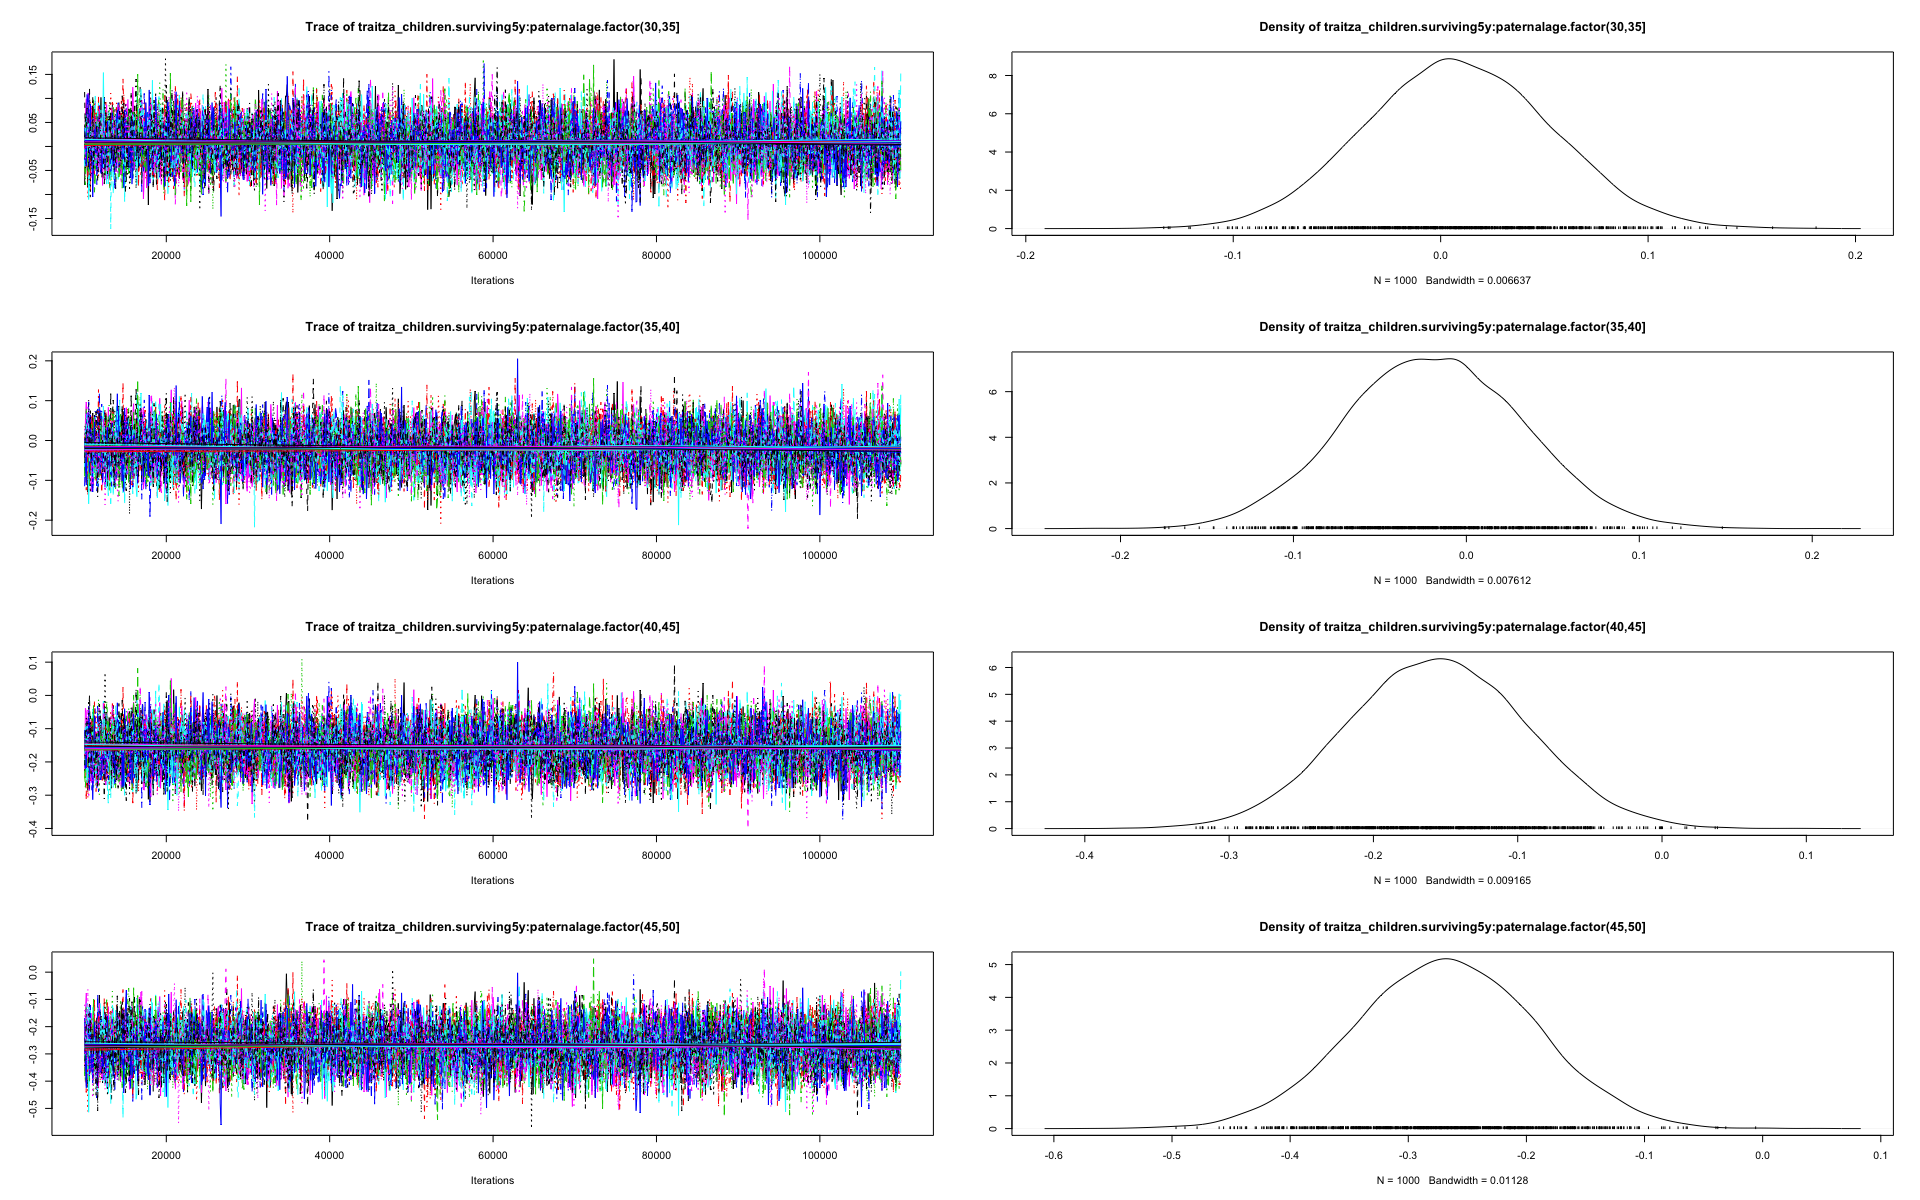 Trace of traitza_children.surviving5y:paternalage.factor(30,35]
0.15
0.05
-0.05
-0.15
20000 40000 60000 80000 100000
Iterations
Density of traitza_children.surviving5y:paternalage.factor(30,35]
8
6
4
2
0
-0.2 -0.1 0.0 0.1 0.2
N = 1000 Bandwidth = 0.006637
Trace of traitza_children.surviving5y:paternalage.factor(35,40]
0.2
0.1
0.0
-0.1
-0.2
20000 40000 60000 80000 100000
Iterations
Density of traitza_children.surviving5y:paternalage.factor(35,40]
6
4
2
0
-0.2 -0.1 0.0 0.1 0.2
N = 1000 Bandwidth = 0.007612
Trace of traitza_children.surviving5y:paternalage.factor(40,45]
0.1
0.0
-0.1
-0.2
-0.3
-0.4
20000 40000 60000 80000 100000
Iterations
Density of traitza_children.surviving5y:paternalage.factor(40,45]
6
5
4
3
2
1
0
-0.4 -0.3 -0.2 -0.1 0.0 0.1
N = 1000 Bandwidth = 0.009165
Trace of traitza_children.surviving5y:paternalage.factor(45,50]
0.0
-0.1
-0.2
-0.3
-0.4
-0.5
20000 40000 60000 80000 100000
Iterations
Density of traitza_children.surviving5y:paternalage.factor(45,50]
5
4
3
2
1
0
-0.6 -0.5 -0.4 -0.3 -0.2 -0.1 0.0 0.1
N = 1000 Bandwidth = 0.01128